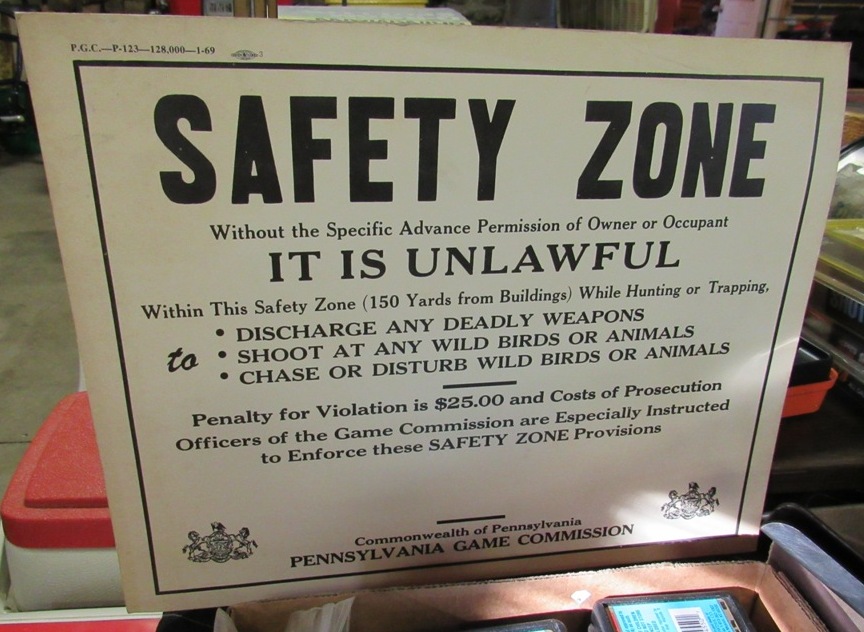 P.G.C.—P-123—128,000—1-69
SAFETY ZONE
Without the Specific Advance Permission of Owner or Occupant
IT IS UNLAWFUL
Within This Safety Zone (150 Yards from Buildings) While Hunting or Trapping,
to
• DISCHARGE ANY DEADLY WEAPONS
• SHOOT AT ANY WILD BIRDS OR ANIMALS
• CHASE OR DISTURB WILD BIRDS OR ANIMALS
Penalty for Violation is $25.00 and Costs of Prosecution
Officers of the Game Commission are Especially Instructed
to Enforce these SAFETY ZONE Provisions
Commonwealth of Pennsylvania
PENNSYLVANIA GAME COMMISSION